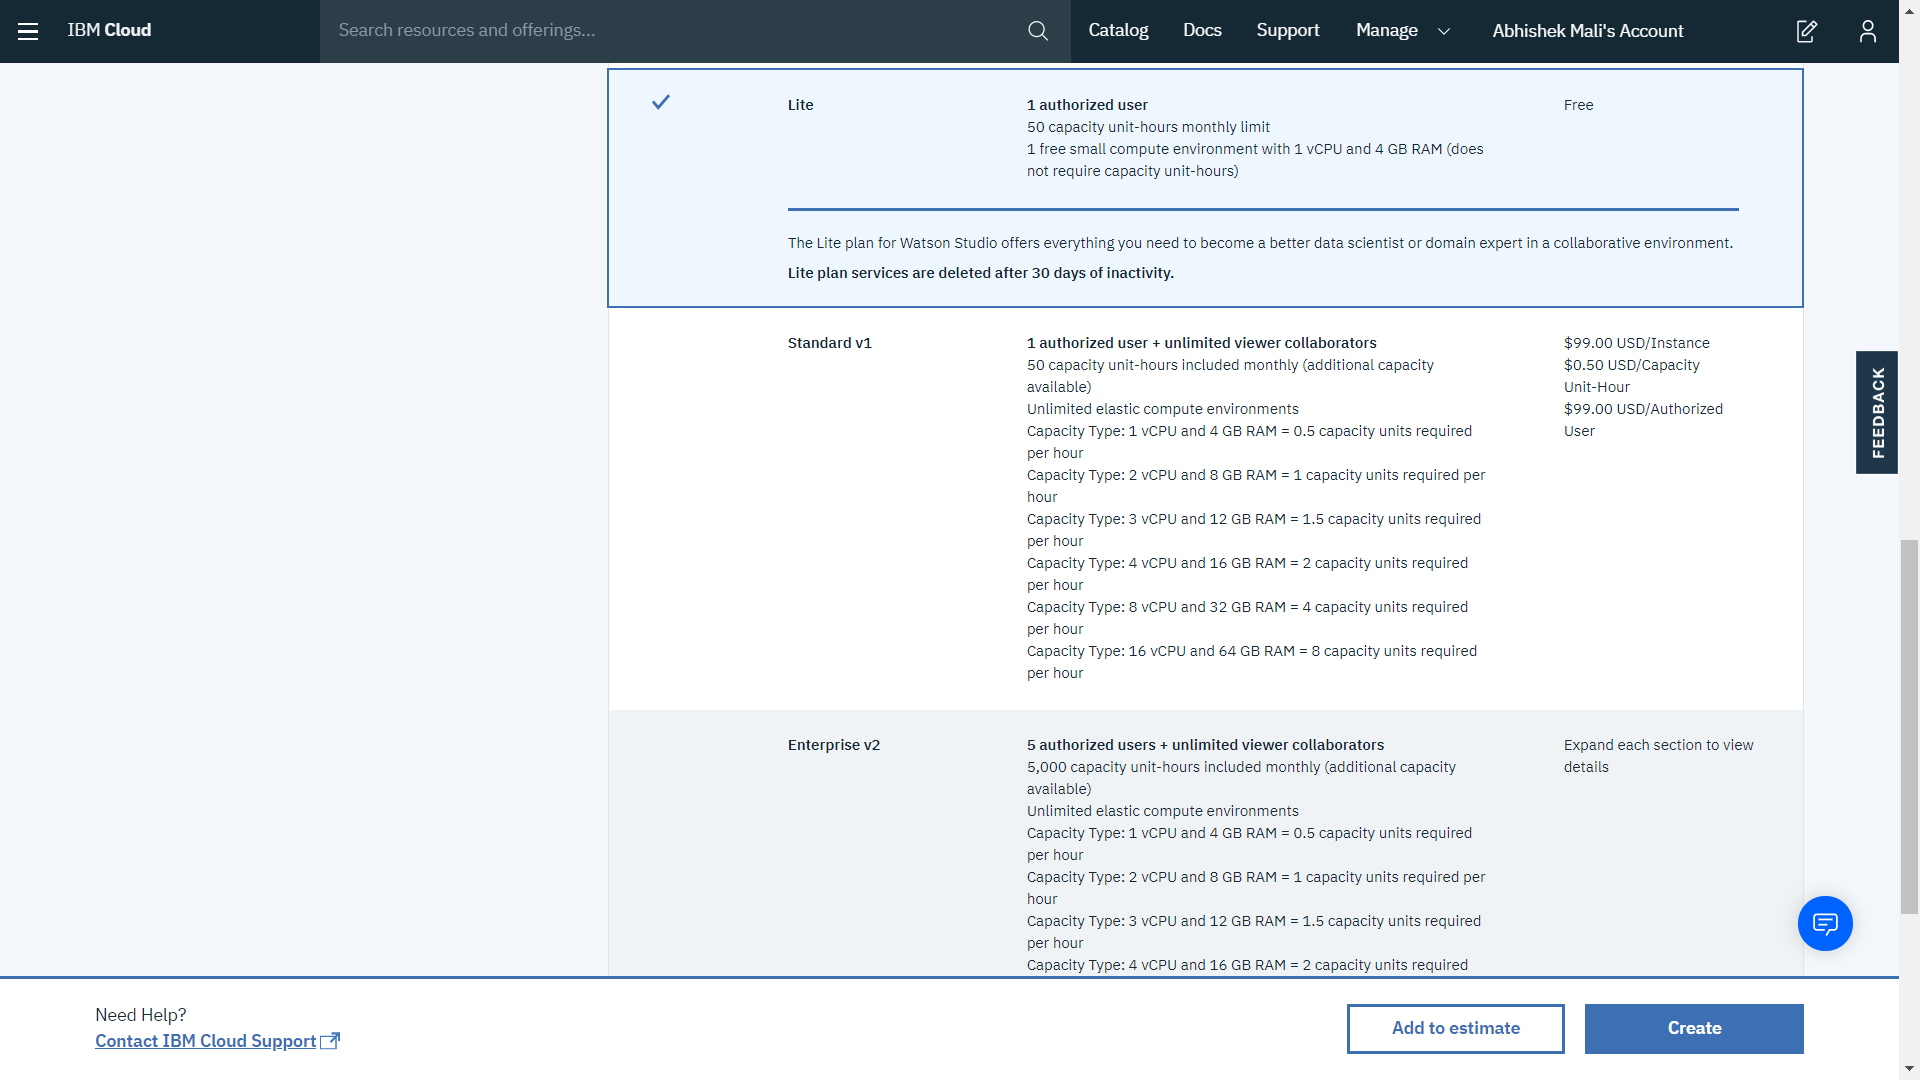 IBM Cloud
Search resources and offerings...
Catalog
Docs
Support
Manage
Abhishek Mali's Account
Lite
1 authorized user
50 capacity unit-hours monthly limit
1 free small compute environment with 1 vCPU and 4 GB RAM (does
not require capacity unit-hours)
Free
The Lite plan for Watson Studio offers everything you need to become a better data scientist or domain expert in a collaborative environment.
Lite plan services are deleted after 30 days of inactivity.
Standard v1
1 authorized user + unlimited viewer collaborators
50 capacity unit-hours included monthly (additional capacity
available)
Unlimited elastic compute environments
Capacity Type: 1 vCPU and 4 GB RAM = 0.5 capacity units required
per hour
Capacity Type: 2 vCPU and 8 GB RAM = 1 capacity units required per
hour
Capacity Type: 3 vCPU and 12 GB RAM = 1.5 capacity units required
per hour
Capacity Type: 4 vCPU and 16 GB RAM = 2 capacity units required
per hour
Capacity Type: 8 vCPU and 32 GB RAM = 4 capacity units required
per hour
Capacity Type: 16 vCPU and 64 GB RAM = 8 capacity units required
per hour
$99.00 USD/Instance
$0.50 USD/Capacity
Unit-Hour
$99.00 USD/Authorized
User
FEEDBACK
Enterprise v2
5 authorized users + unlimited viewer collaborators
5,000 capacity unit-hours included monthly (additional capacity
available)
Unlimited elastic compute environments
Capacity Type: 1 vCPU and 4 GB RAM = 0.5 capacity units required
per hour
Capacity Type: 2 vCPU and 8 GB RAM = 1 capacity units required per
hour
Capacity Type: 3 vCPU and 12 GB RAM = 1.5 capacity units required
per hour
Capacity Type: 4 vCPU and 16 GB RAM = 2 capacity units required
Expand each section to view
details
Need Help?
Contact IBM Cloud Support
Add to estimate
Create